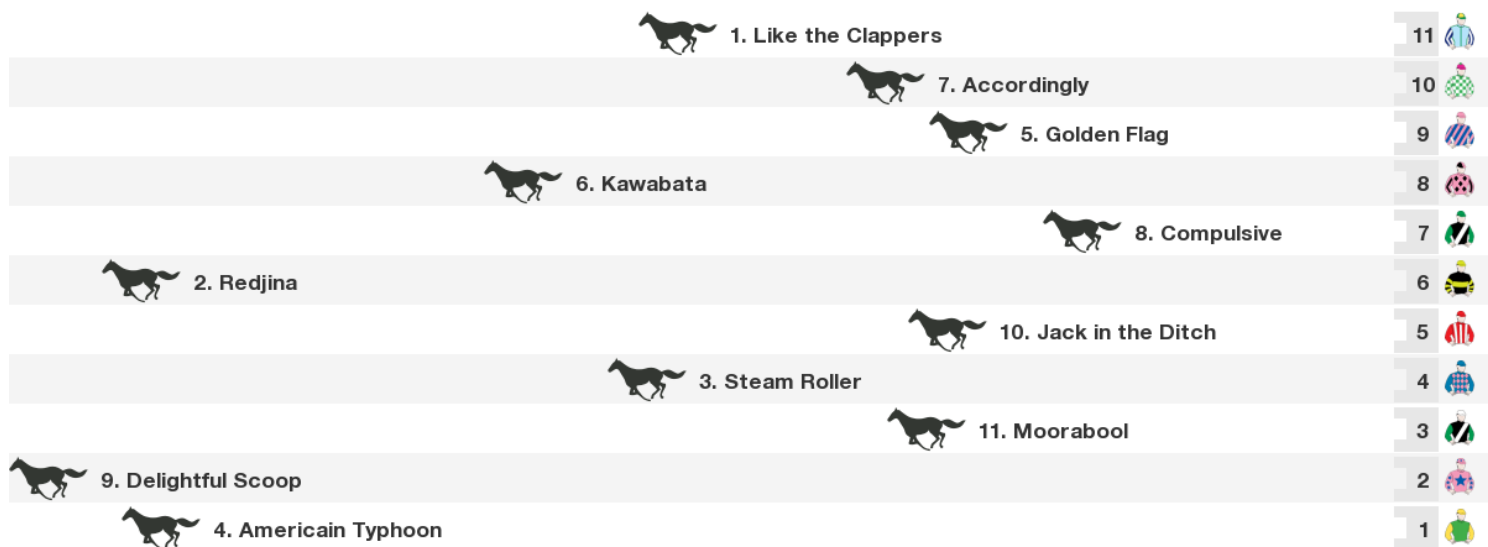 1. Like the Clappers 11
7. Accordingly 10
5. Golden Flag 9
6. Kawabata 8
8. Compulsive 7
2. Redjina 6
10. Jack in the Ditch 5
3. Steam Roller 4
11. Moorabool 3
9. Delightful Scoop 2
4. Americain Typhoon 1